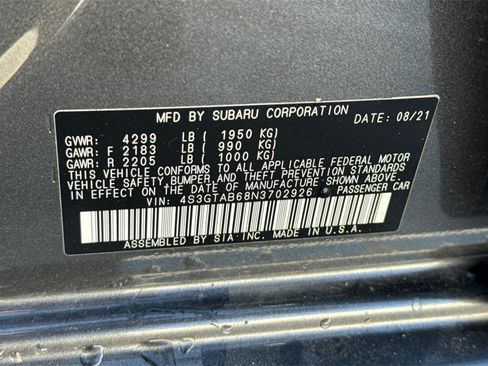 MFD BY SUBARU CORPORATION DATE: 08/21
GVWR: 4299 LB ( 1950 KG)
GAWR: F 2183 LB ( 990 KG)
GAWR: R 2205 LB ( 1000 KG)
THIS VEHICLE CONFORMS TO ALL APPLICABLE FEDERAL MOTOR
VEHICLE SAFETY, BUMPER, AND THEFT PREVENTION STANDARDS
IN EFFECT ON THE DATE OF MANUFACTURE SHOWN ABOVE.
VIN: 4S3GTAB68N3702926 PASSENGER CAR
ASSEMBLED BY SIA INC. MADE IN U.S.A.